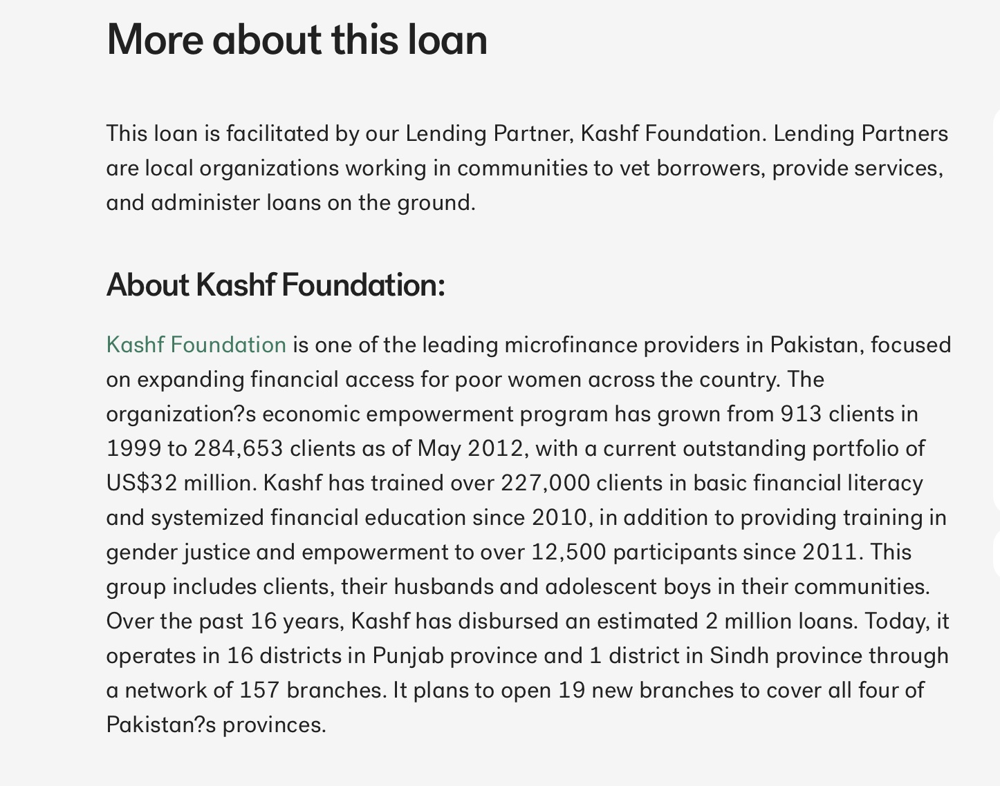 More about this loan
This loan is facilitated by our Lending Partner, Kashf Foundation. Lending Partners
are local organizations working in communities to vet borrowers, provide services,
and administer loans on the ground.
About Kashf Foundation:
Kashf Foundation is one of the leading microfinance providers in Pakistan, focused
on expanding financial access for poor women across the country. The
organization?s economic empowerment program has grown from 913 clients in
1999 to 284,653 clients as of May 2012, with a current outstanding portfolio of
US$32 million. Kashf has trained over 227,000 clients in basic financial literacy
and systemized financial education since 2010, in addition to providing training in
gender justice and empowerment to over 12,500 participants since 2011. This
group includes clients, their husbands and adolescent boys in their communities.
Over the past 16 years, Kashf has disbursed an estimated 2 million loans. Today, it
operates in 16 districts in Punjab province and 1 district in Sindh province through
a network of 157 branches. It plans to open 19 new branches to cover all four of
Pakistan?s provinces.